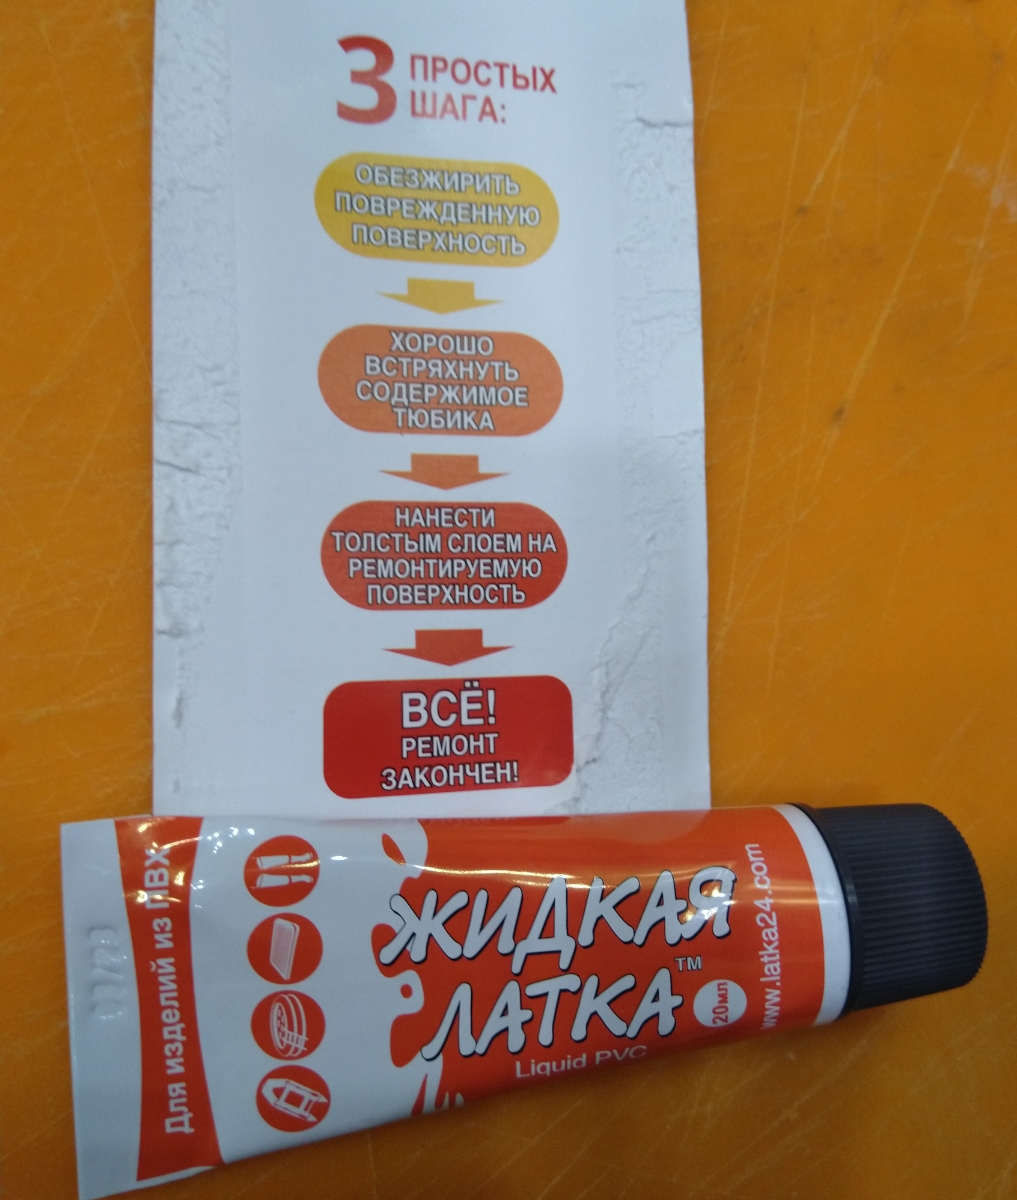 3 ПРОСТЫХ
ШАГА:
ОБЕЗЖИРИТЬ
ПОВРЕЖДЕННУЮ
ПОВЕРХНОСТЬ
ХОРОШО
ВСТРЯХНУТЬ
СОДЕРЖИМОЕ
ТЮБИКА
НАНЕСТИ
ТОЛСТЫМ СЛОЕМ НА
РЕМОНТИРУЕМУЮ
ПОВЕРХНОСТЬ
ВСЁ!
РЕМОНТ
ЗАКОНЧЕН!
Для изделий из ПВХ
ЖИДКАЯ
ЛАТКА™
20мл
Liquid PVC
www.latka24.com